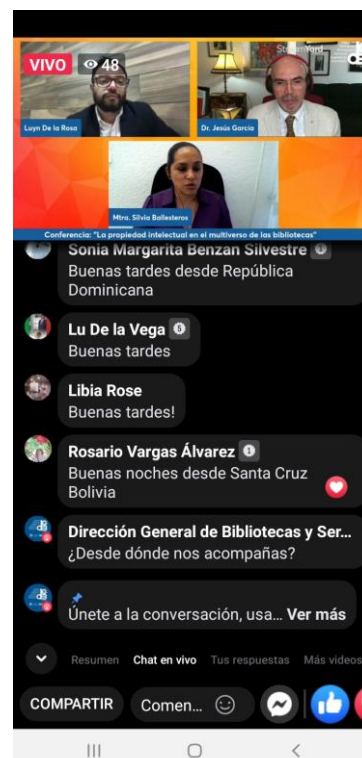 StreamYard
VIVO 48
Luyn De la Rosa
Dr. Jesús García
Mtra. Silvia Ballesteros
Conferencia: "La propiedad intelectual en el multiverso de las bibliotecas"
Sonia Margarita Benzan Silvestre
Buenas tardes desde República
Dominicana
Lu De la Vega
Buenas tardes
Libia Rose
Buenas tardes!
Rosario Vargas Álvarez
Buenas noches desde Santa Cruz
Bolivia
Dirección General de Bibliotecas y Ser...
¿Desde dónde nos acompañas?
Únete a la conversación, usa... Ver más
Resumen Chat en vivo Tus respuestas Más videos
COMPARTIR Comen...